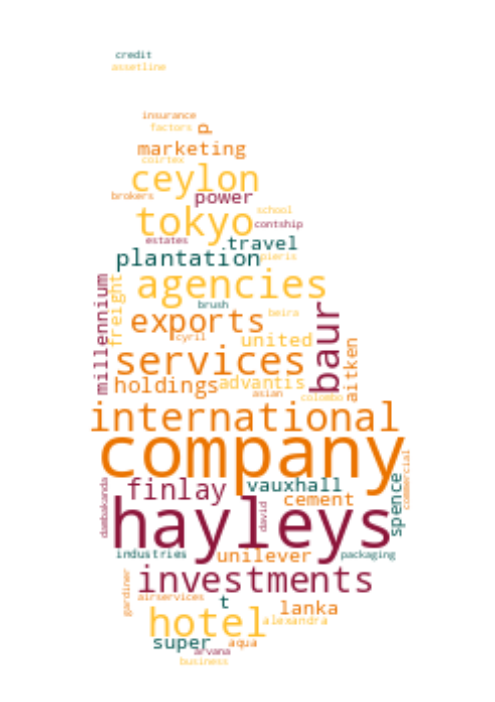 credit
assetline
insurance
factors
p
marketing
coirtex
ceylon
brokers
power
school
tokyo
contship
estates
travel
plantation
pieris
millennium
freight
agencies
brush
baur
exports
beira
cyril
united
aitken
services
holdings
advantis
asian
colombo
international
company
commercial
dambakanda
finlay
vauxhall
cement
spence
hayleys
david
industries
unilever
packaging
investments
gardiner
airservices
t
lanka
hotel
alexandra
super
aqua
arvana
business